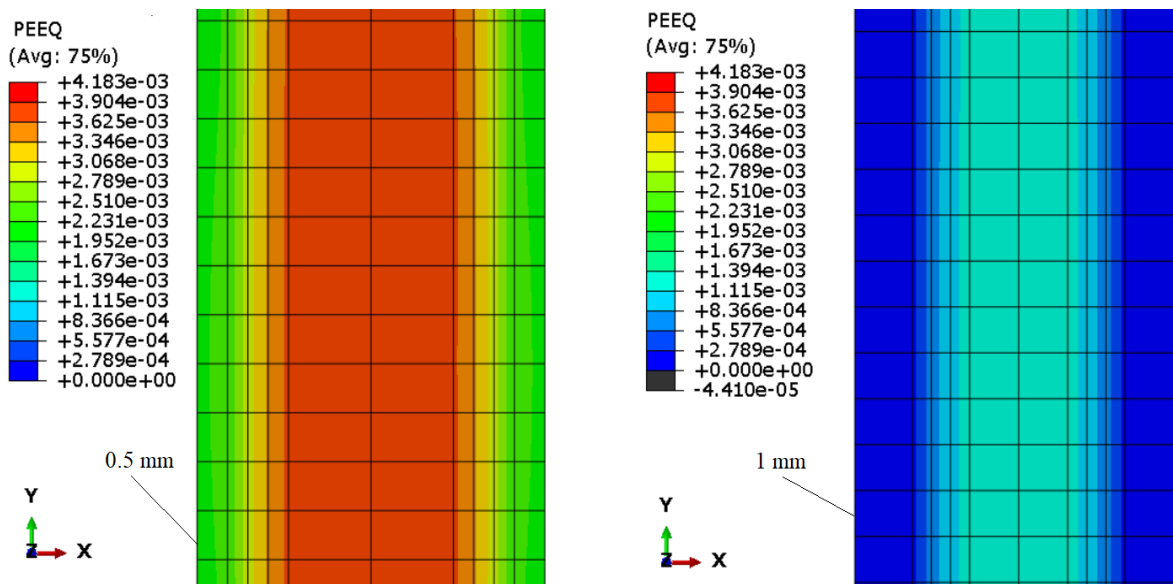 PEEQ
(Avg: 75%)
+4.183e-03
+3.904e-03
+3.625e-03
+3.346e-03
+3.068e-03
+2.789e-03
+2.510e-03
+2.231e-03
+1.952e-03
+1.673e-03
+1.394e-03
+1.115e-03
+8.366e-04
+5.577e-04
+2.789e-04
+0.000e+00
0.5 mm
Y
Z
X
PEEQ
(Avg: 75%)
+4.183e-03
+3.904e-03
+3.625e-03
+3.346e-03
+3.068e-03
+2.789e-03
+2.510e-03
+2.231e-03
+1.952e-03
+1.673e-03
+1.394e-03
+1.115e-03
+8.366e-04
+5.577e-04
+2.789e-04
+0.000e+00
-4.410e-05
1 mm
Y
Z
X